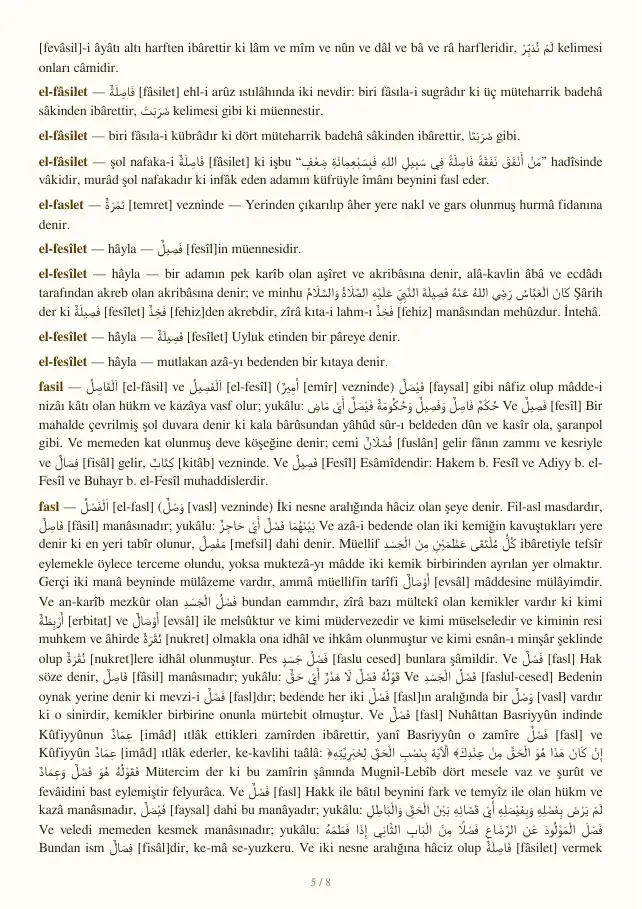 [fevâsil]-i âyâtı altı harften ibârettir ki lâm ve mîm ve nûn ve dâl ve bâ ve râ harfleridir, لَمْ نُدَبِّرْ kelimesi
onları câmidir.
el-fâsilet — فَاصِلَةٌ [fâsilet] ehl-i arûz ıstılâhında iki nevdir: biri fâsıla-i sugrâdır ki üç müteharrik badehâ
sâkinden ibârettir, ضَرَبَتْ kelimesi gibi ki müennestir.
el-fâsilet — biri fâsıla-i kübrâdır ki dört müteharrik badehâ sâkinden ibârettir, ضَرَبَتَا gibi.
el-fâsilet — şol nafaka-i فَاصِلَةٌ [fâsilet] ki işbu “مَنْ أَنْفَقَ نَفَقَةً فَاصِلَةً فِى سَبِيلِ اللهِ فَبِسَبْعِمِائَةِ ضِعْفٍ” hadîsinde
vâkidir, murâd şol nafakadır ki infâk eden adamın küfrüyle îmânı beynini fasl eder.
el-faslet — تَمْرَةٌ [temret] vezninde — Yerinden çıkarılıp âher yere nakl ve gars olunmuş hurmâ fidanına
denir.
el-fesîlet — hâyla — فَصِيلٌ [fesîl]in müennesidir.
el-fesîlet — hâyla — bir adamın pek karîb olan aşîret ve akribâsına denir, alâ-kavlin âbâ ve ecdâdı
tarafından akreb olan akribâsına denir; ve minhu كَانَ الْعَبَّاسُ رَضِيَ اللهُ عَنْهُ فَصِيلَةَ النَّبِيِّ عَلَيْهِ الصَّلَاةُ وَالسَّلَامُ Şârih
der ki فَصِيلَةٌ [fesîlet] فَخِذٌ [fehiz]den akrebdir, zîrâ kıta-i lahm-ı فَخِذٌ [fehiz] manâsından mehûzdur. İntehâ.
el-fesîlet — hâyla — فَصِيلَةٌ [fesîlet] Uyluk etinden bir pâreye denir.
el-fesîlet — hâyla — mutlakan azâ-yı bedenden bir kıtaya denir.
fasil — اَلْفَاصِلُ [el-fâsil] ve اَلْفَصِيلُ [el-fesîl] (أَمِيرٌ [emîr] vezninde) فَيْصَلٌ [faysal] gibi nâfiz olup mâdde-i
nizâı kâtı olan hükm ve kazâya vasf olur; yukâlu: حُكْمٌ فَاصِلٌ وَفَصِيلٌ وَحُكُومَةٌ فَيْصَلٌ أَيْ مَاضٍ Ve فَصِيلٌ [fesîl] Bir
mahalde çevrilmiş şol duvara denir ki kala bârûsundan yâhûd sûr-ı beldeden dûn ve kasîr ola, şaranpol
gibi. Ve memeden kat olunmuş deve köşeğine denir; cemi فُصْلَانٌ [fuslân] gelir fânın zammı ve kesriyle
ve فِصَالٌ [fisâl] gelir, كِتَابٌ [kitâb] vezninde. Ve فَصِيلٌ [Fesîl] Esâmîdendir: Hakem b. Fesîl ve Adiyy b. el-
Fesîl ve Buhayr b. el-Fesîl muhaddislerdir.
fasl — اَلْفَصْلُ [el-fasl] (وَصْلٌ [vasl] vezninde) İki nesne aralığında hâciz olan şeye denir. Fil-asl masdardır,
فَاصِلٌ [fâsil] manâsınadır; yukâlu: بَيْنَهُمَا فَصْلٌ أَيْ حَاجِزٌ Ve azâ-i bedende olan iki kemiğin kavuştukları yere
denir ki en yeri tabîr olunur, مَفْصِلٌ [mefsil] dahi denir. Müellif كُلُّ مُلْتَقَى عَظْمَيْنِ مِنَ الْجَسَدِ ibâretiyle tefsîr
eylemekle öylece terceme olundu, yoksa muktezâ-yı mâdde iki kemik birbirinden ayrılan yer olmaktır.
Gerçi iki manâ beyninde mülâzeme vardır, ammâ müellifin tarîfi أَوْصَالٌ [evsâl] mâddesine mülâyimdir.
Ve an-karîb mezkûr olan فَصْلُ الْجَسَدِ bundan eammdır, zîrâ bazı mültekî olan kemikler vardır ki kimi
أَرْبِطَةٌ [erbitat] ve أَوْصَالٌ [evsâl] ile melsûktur ve kimi müdervezedir ve kimi müselseledir ve kiminin resi
muhkem ve âhirde نُقْرَةٌ [nukret] olmakla ona idhâl ve ihkâm olunmuştur ve kimi esnân-ı minşâr şeklinde
olup نُقْرَةٌ [nukret]lere idhâl olunmuştur. Pes فَصْلُ جَسَدٍ [faslu cesed] bunlara şâmildir. Ve فَصْلٌ [fasl] Hak
söze denir, فَاصِلٌ [fâsil] manâsınadır; yukâlu: قَوْلُهُ فَصْلٌ لَا هَذْرٌ أَيْ حَقٌّ Ve فَصْلُ الْجَسَدِ [faslul-cesed] Bedenin
oynak yerine denir ki mevzi-i فَصْلٌ [fasl]dır; bedende her iki فَصْلٌ [fasl]ın aralığında bir وَصْلٌ [vasl] vardır
ki o sinirdir, kemikler birbirine onunla mürtebit olmuştur. Ve فَصْلٌ [fasl] Nuhâttan Basriyyûn indinde
Kûfiyyûnun عِمَادٌ [imâd] ıtlâk ettikleri zamîrden ibârettir, yanî Basriyyûn o zamîre فَصْلٌ [fasl] ve
Kûfiyyûn عِمَادٌ [imâd] ıtlâk ederler, ke-kavlihi taâlâ: ﴿إِنْ كَانَ هَذَا هُوَ الْحَقَّ مِنْ عِنْدِكَ﴾ اَلْآيَة بِنَصْبِ الْحَقِّ لِخَبَرِيَّتِهِ
فَقَوْلُهُ هُوَ فَصْلٌ وَعِمَادٌ Mütercim der ki bu zamîrin şânında Mugnil-Lebîb dört mesele vaz ve şurût ve
fevâidini bast eylemiştir felyurâca. Ve فَصْلٌ [fasl] Hakk ile bâtıl beynini fark ve temyîz ile olan hükm ve
kazâ manâsınadır, فَيْصَلٌ [faysal] dahi bu manâyadır; yukâlu: لَمْ يَرْضَ بِفَصْلِهِ وَبِفَيْصَلِهِ أَيْ قَضَائِهِ بَيْنَ الْحَقِّ وَالْبَاطِلِ
Ve veledi memeden kesmek manâsınadır; yukâlu: فَصَلَ الْمَوْلُودَ عَنِ الرَّضَاعِ فَصْلًا مِنَ الْبَابِ الثَّانِي إِذَا فَطَمَهُ
Bundan ism فِصَالٌ [fisâl]dir, ke-mâ se-yuzkeru. Ve iki nesne aralığına hâciz olup فَاصِلَةٌ [fâsilet] vermek
5 / 8